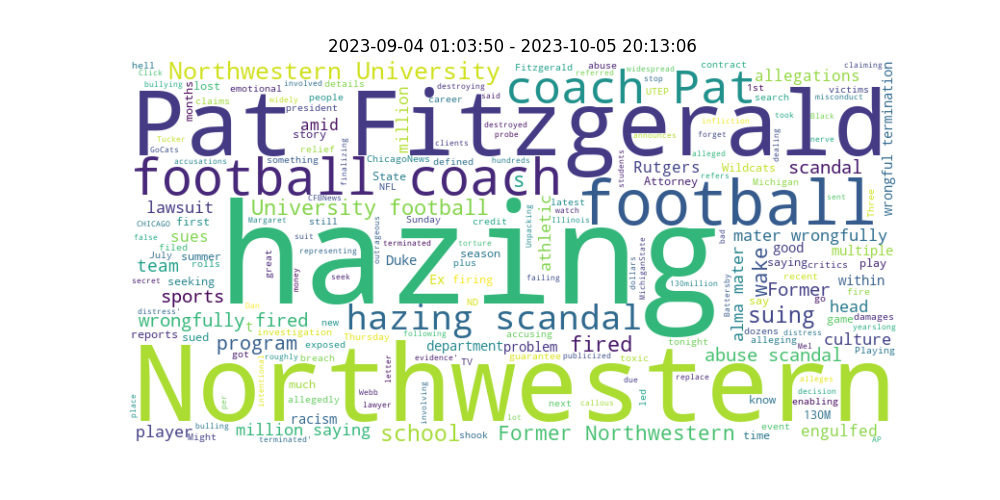 2023-09-04 01:03:50 - 2023-10-05 20:13:06
hell
Click
Northwestern University
bullying
lost
emotional
involved
details
Fitzgerald
abuse
widespread
referred
stop
contract
allegations
claiming
months
claims
people
president
million
destroying
career
said
coach Pat
UTEP
1st
search
victims
misconduct
Pat Fitzgerald
widely
amid
story
destroyed
probe
announces
infliction
forget
took
Black
nerve
dealing
wrongful termination
Tucker
GoCats
relief
clients
alleged
accusations
something
finalizing
ChicagoNews
defined
hundreds
students
Rutgers
Wildcats
scandal
State
NFL
Attorney
refers
Michigan
football coach
s
CFBNews
football
sent
Three
lawsuit
University football
latest
watch
Illinois
CHICAGO
first
Margaret
still
Sunday
credit
Unpacking
athletic
false
sues
suit
outrageous
terminated
season
bad
mater wrongfully
filed
representing
torture
July
summer
Duke
plus
good
multiple
team
rolls
great
money
seek
failing
dollars
MichiganState
alma mater
wake
saying
critics
play
secret
seeking
Ex firing
130million
recent
within
hazing
sports
ND
Battersby
Former
fire
distress'
Dan
say
go
head
wrongfully fired
t
new
hazing scandal
suing
game
damages
yearslong
reports
sued
investigation
Thursday
following
accusing
dozens
distress
program
exposed
department
problem
fired
tonight
alleging
Mel
culture
Playing
got
roughly
breach
evidence'
TV
guarantee
publicized
toxic
abuse scandal
Northwestern
place
per
intentional
much
allegedly
letter
Webb
lawyer
involving
next
callous
due
led
replace
know
alleges
decision
enabling
racism
lot
event
130M
player
bulling
Might
million saying
terminated'
school
shook
Former Northwestern
time
engulfed
AP